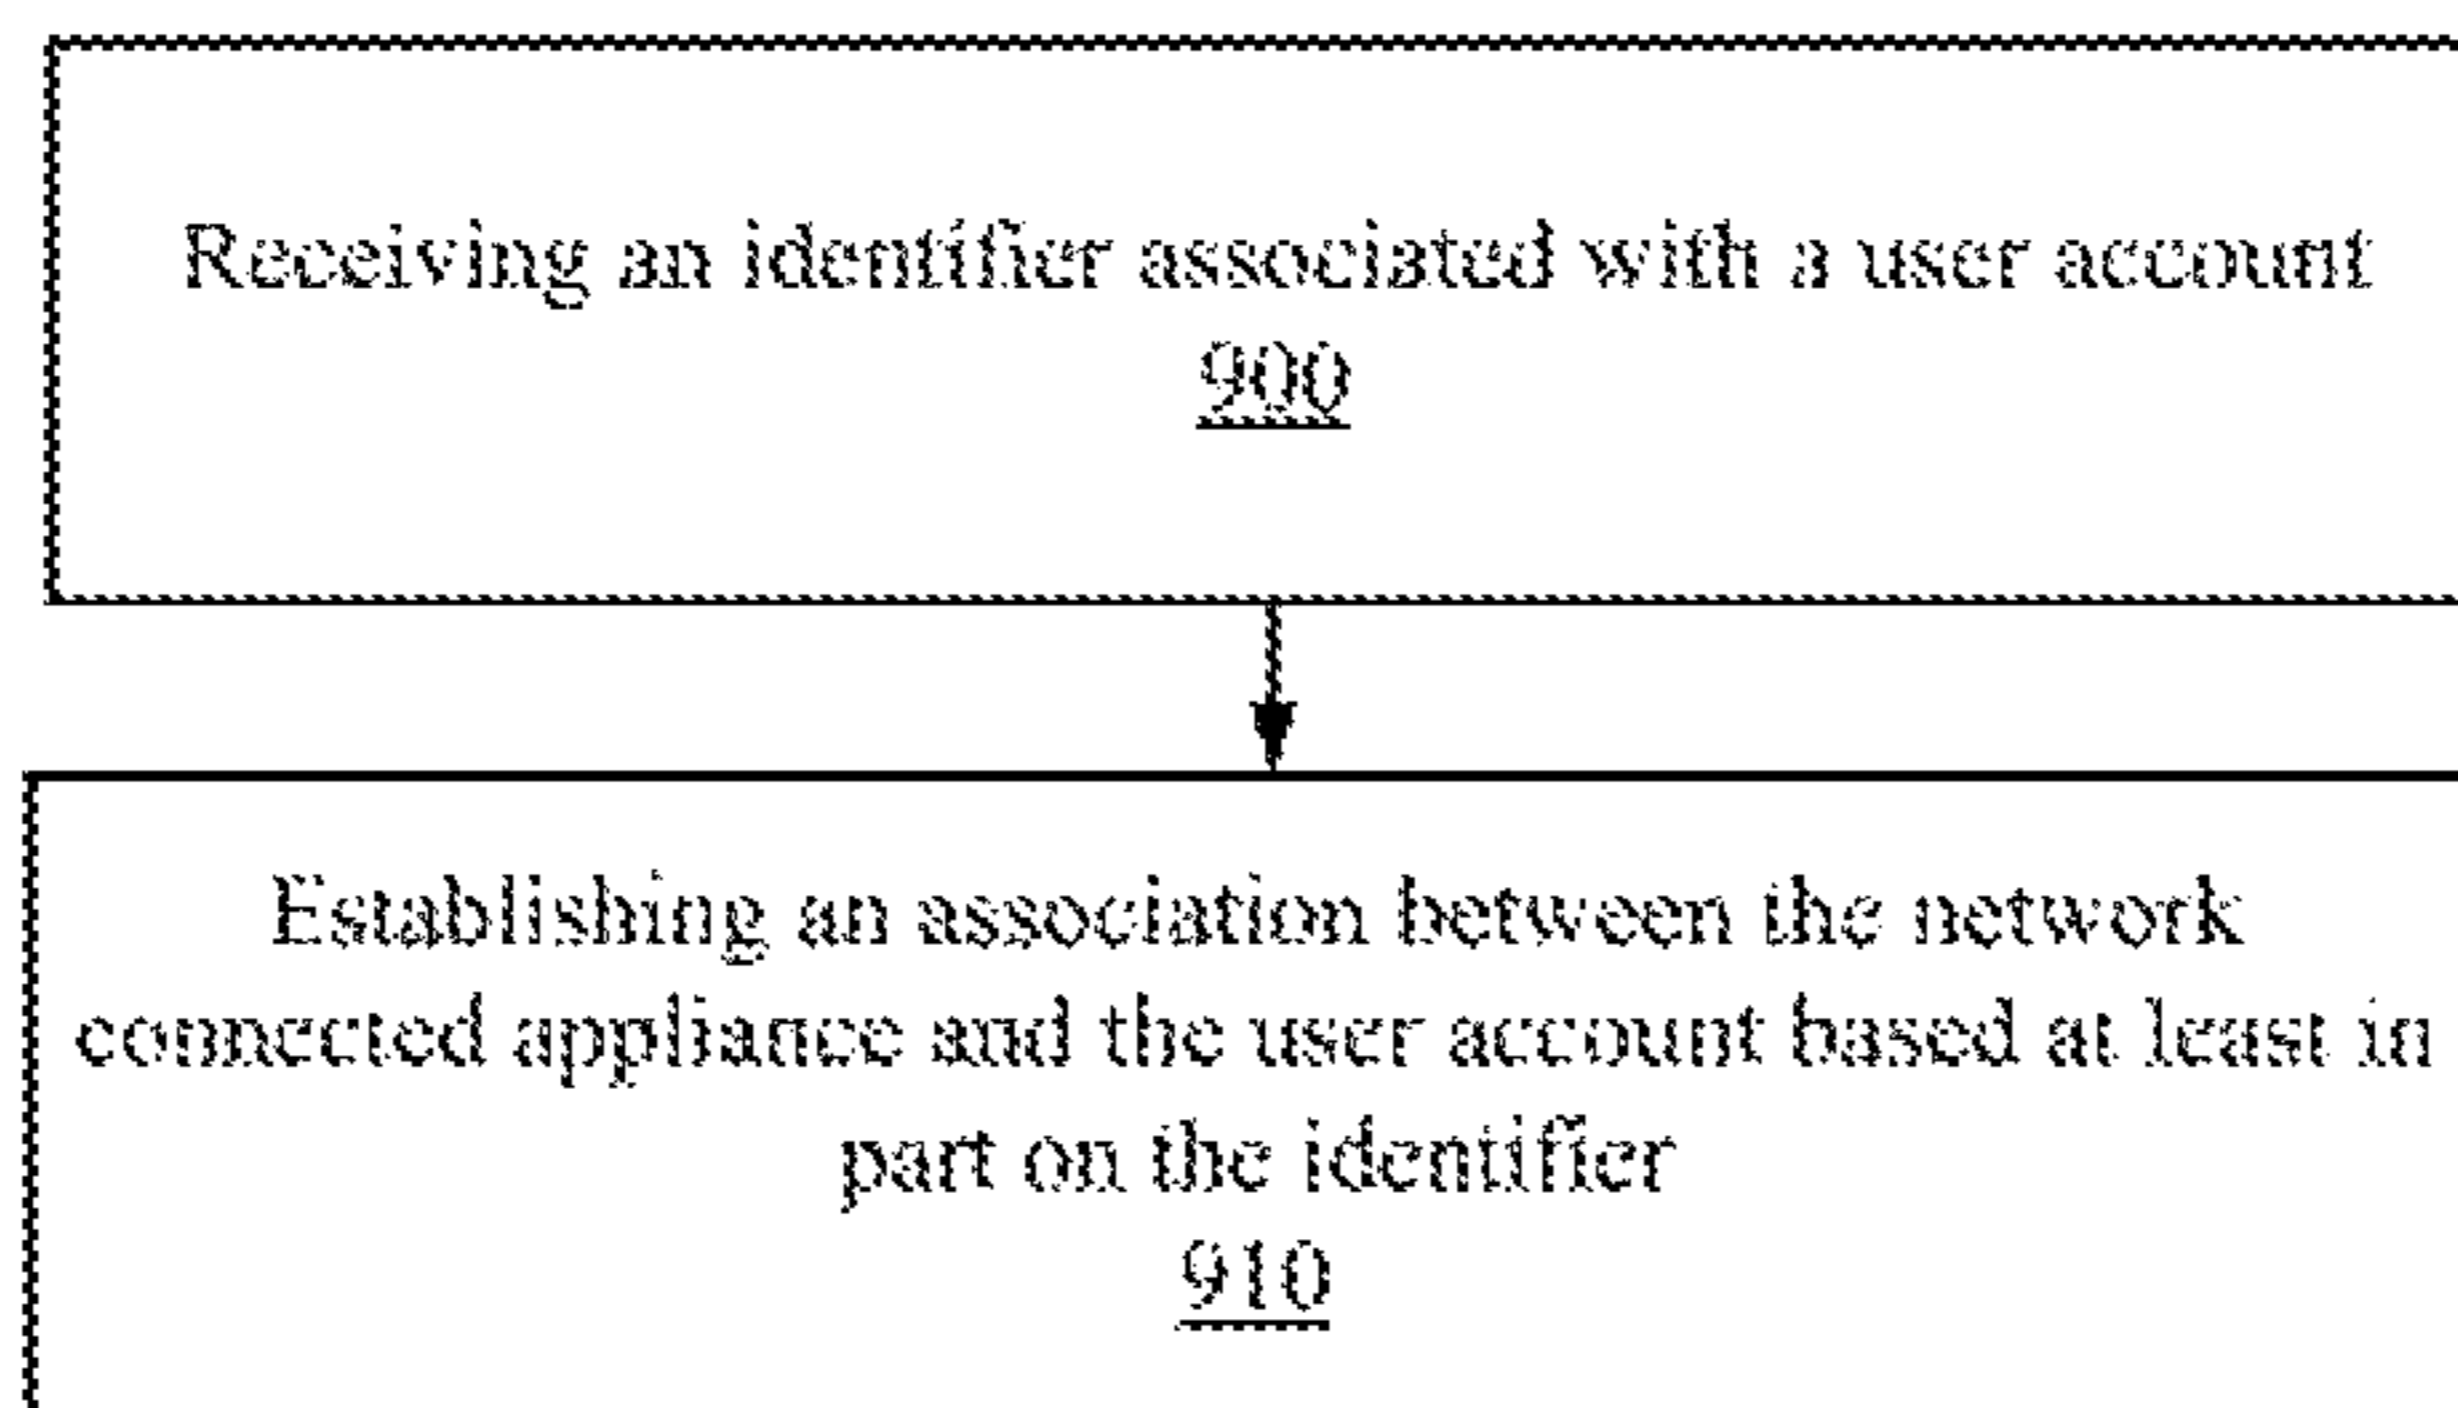 Receiving an identifier associated with a user account
900
Establishing an association between the network
connected appliance and the user account based at least in
part on the identifier
910